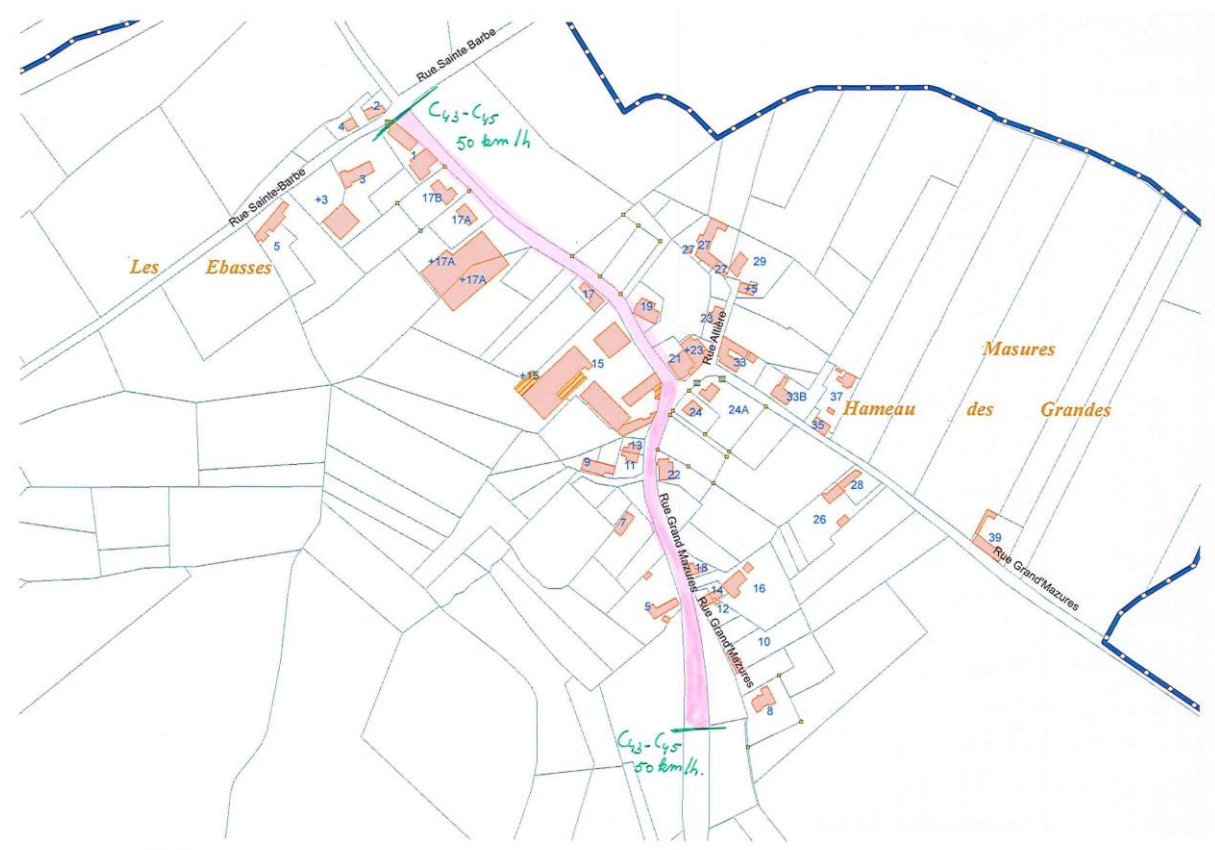 Rue Sainte Barbe
C43-C45
50 km/h
2
4
1
3
+3
17B
17A
5
Rue Sainte-Barbe
Les Ebasses
+17A
+17A
17
19
27
27
27
29
+5
23
Rue Allière
+23
21
33
15
+15
33B
37
35
24
24A
Masures
Hameau des Grandes
13
11
9
22
28
26
7
39
Rue Grand'Mazures
Rue Grand Mazures
18
14
12
16
5
Rue Grand'Mazures
10
8
C43-C45
50 km/h.